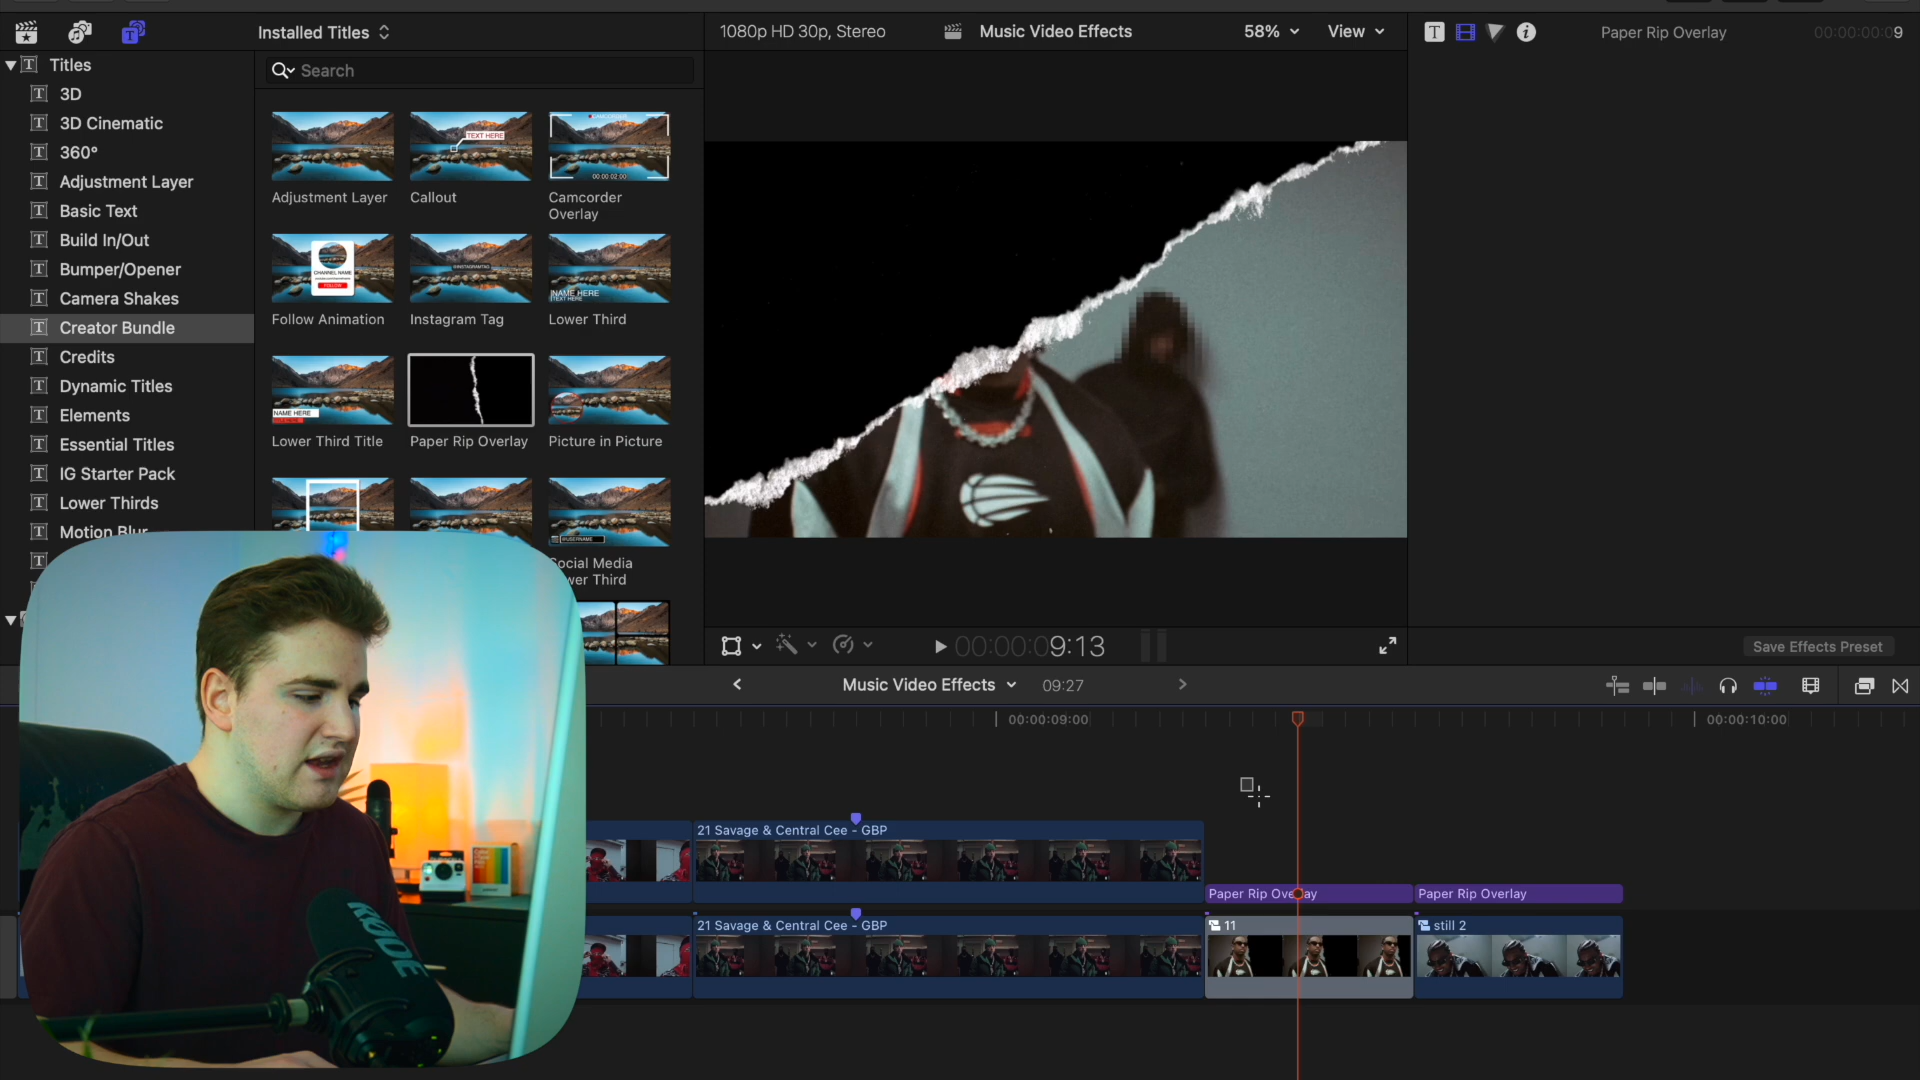 Installed Titles
1080p HD 30p, Stereo
Music Video Effects
58%
View
Paper Rip Overlay
00:00:00:09
Titles
3D
3D Cinematic
360°
Adjustment Layer
Basic Text
Build In/Out
Bumper/Opener
Camera Shakes
Creator Bundle
Credits
Dynamic Titles
Elements
Essential Titles
IG Starter Pack
Lower Thirds
Motion Blur
Search
TEXT HERE
CAMCORDER
00:00:02:00
Adjustment Layer
Callout
Camcorder
Overlay
CHANNEL NAME
FOLLOW
@INSTAGRAMTAG
NAME HERE
TEXT HERE
Follow Animation
Instagram Tag
Lower Third
NAME HERE
Lower Third Title
Paper Rip Overlay
Picture in Picture
@USERNAME
Social Media
Lower Third
00:00:09:13
Save Effects Preset
Music Video Effects
09:27
00:00:09:00
00:00:10:00
21 Savage & Central Cee - GBP
Paper Rip Overlay
Paper Rip Overlay
21 Savage & Central Cee - GBP
11
still 2
RØDE